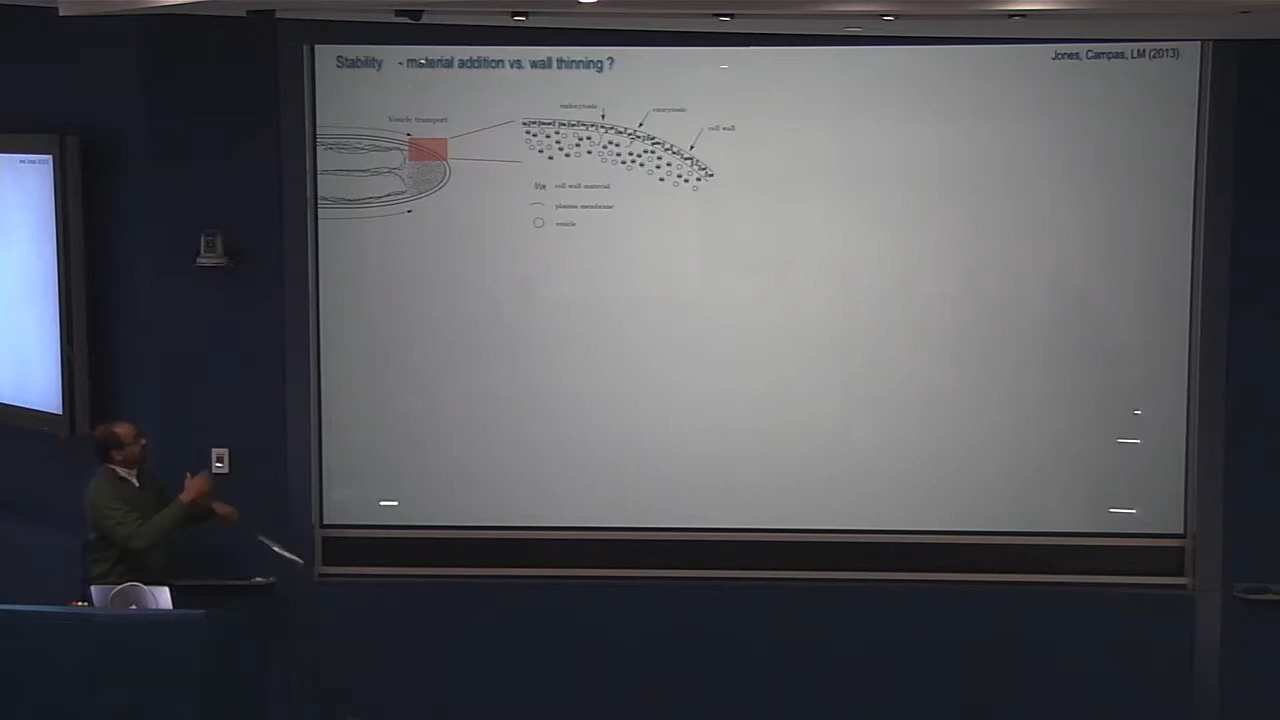 Stability - material addition vs. wall thinning ?
Jones, Campas, LM (2013)
Vesicle transport
endocytosis
exocytosis
cell wall
cell wall material
plasma membrane
vesicle